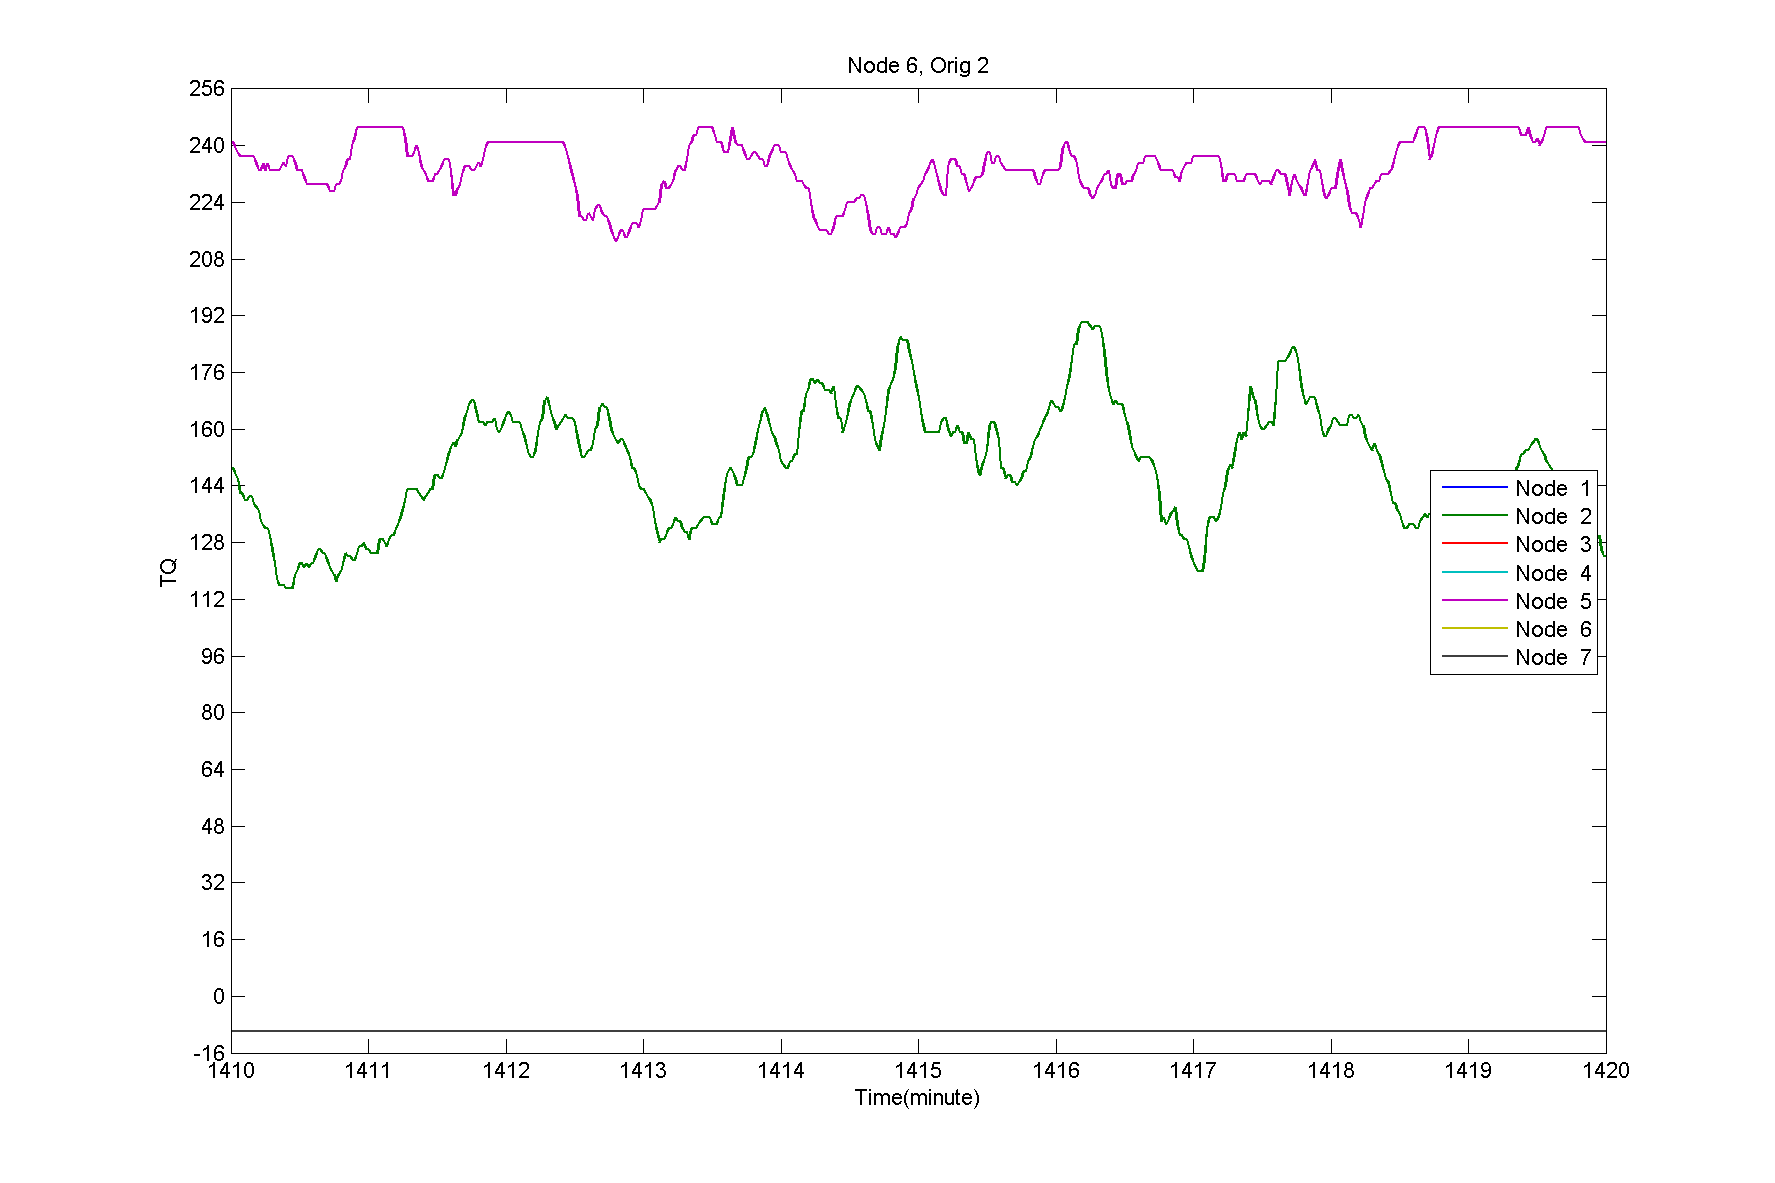 Node 6, Orig 2
256
240
224
208
192
176
160
144
128
112
96
80
64
48
32
16
0
-16
TQ
Node 1
Node 2
Node 3
Node 4
Node 5
Node 6
Node 7
1410 1411 1412 1413 1414 1415 1416 1417 1418 1419 1420
Time(minute)